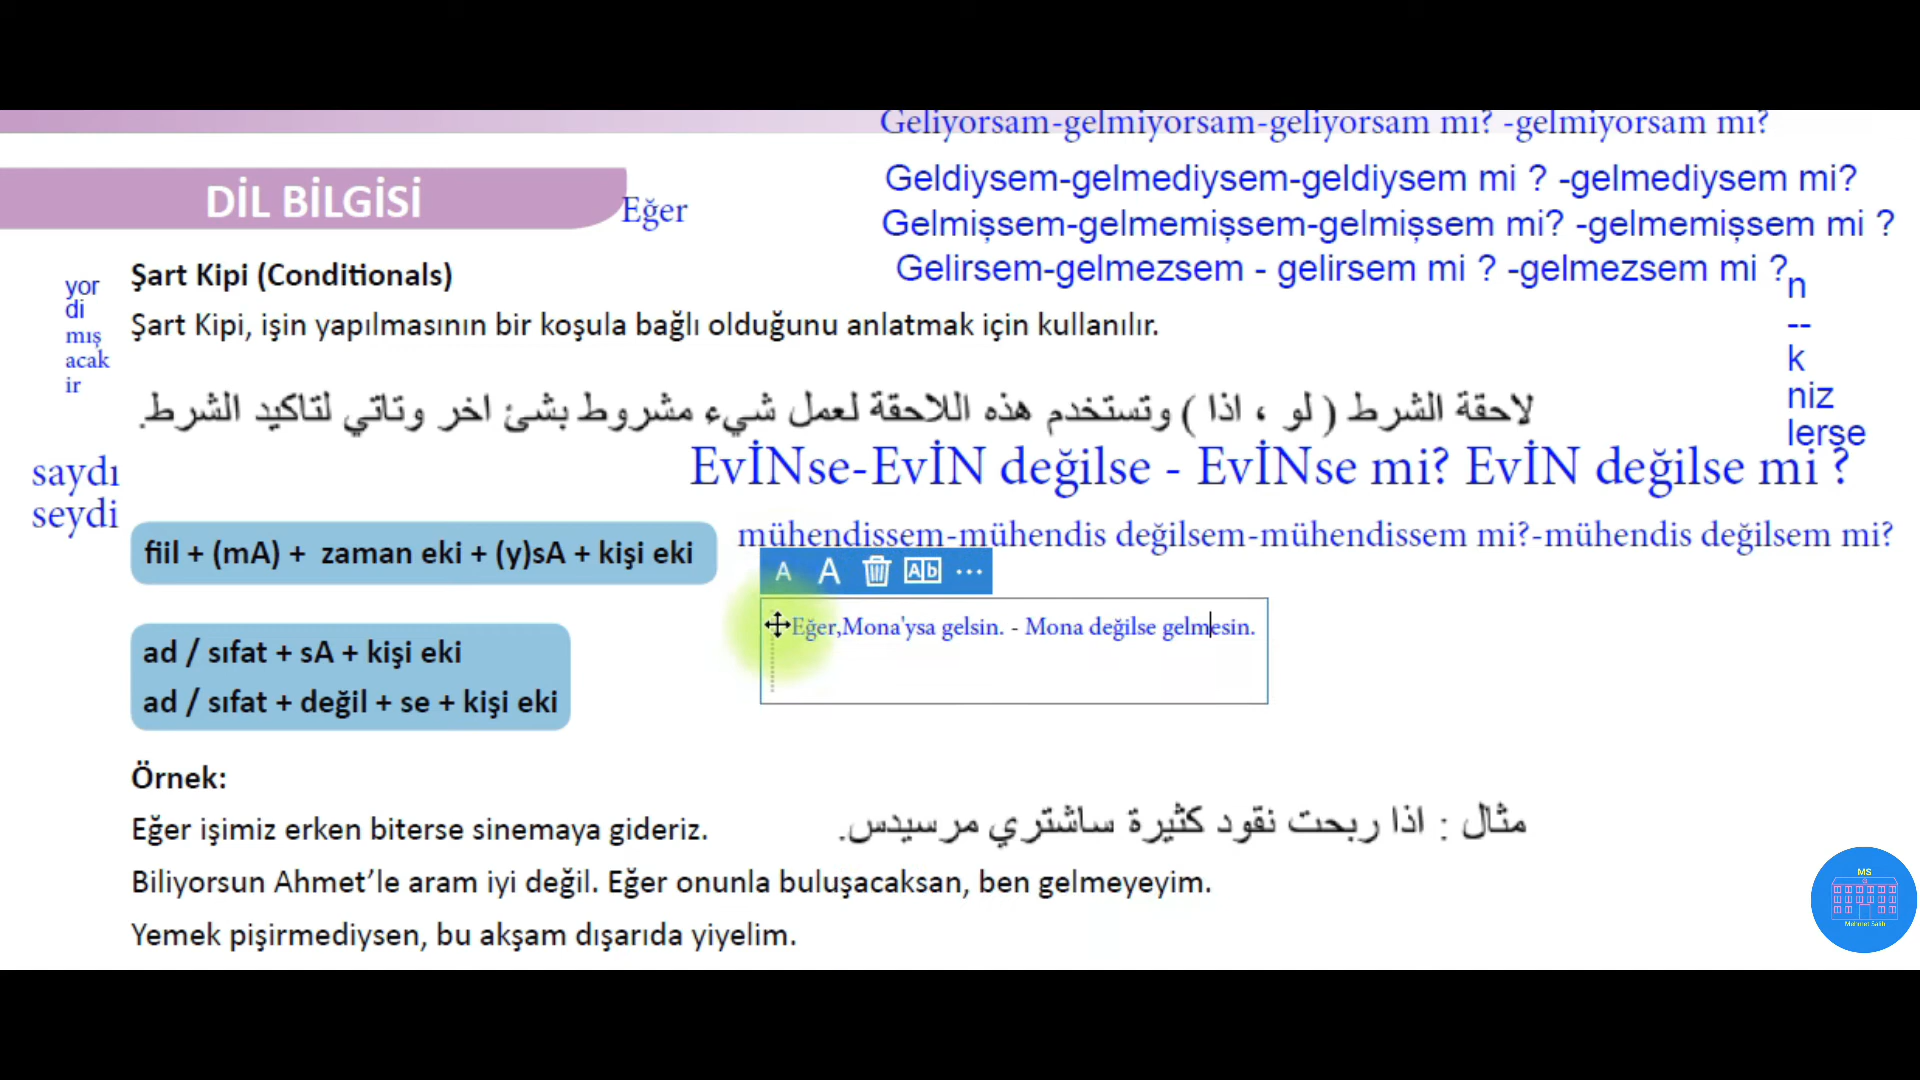 Geliyorsam-gelmiyorsam-geliyorsam mı? -gelmiyorsam mı?
Geldiysem-gelmediysem-geldiysem mi ? -gelmediysem mi?
DİL BİLGİSİ
Eğer
Gelmişsem-gelmemişsem-gelmişsem mi? -gelmemişsem mi ?
Gelirsem-gelmezsem - gelirsem mi ? -gelmezsem mi ?
Şart Kipi (Conditionals)
yor
di
mış
acak
ir
n
--
k
niz
lerse
Şart Kipi, işin yapılmasının bir koşula bağlı olduğunu anlatmak için kullanılır.
لاحقة الشرط ( لو ، اذا ) وتستخدم هذه اللاحقة لعمل شيء مشروط بشئ اخر وتاتي لتاكيد الشرط.
EvİNse-EvİN değilse - EvİNse mi? EvİN değilse mi ?
saydı
seydi
mühendissem-mühendis değilsem-mühendissem mi?-mühendis değilsem mi?
fiil + (mA) + zaman eki + (y)sA + kişi eki
A A Ab ...
Eğer,Mona'ysa gelsin. - Mona değilse gelmesin.
ad / sıfat + sA + kişi eki
ad / sıfat + değil + se + kişi eki
Örnek:
Eğer işimiz erken biterse sinemaya gideriz.
مثال : اذا ربحت نقود كثيرة ساشتري مرسيدس.
Biliyorsun Ahmet’le aram iyi değil. Eğer onunla buluşacaksan, ben gelmeyeyim.
Yemek pişirmediysen, bu akşam dışarıda yiyelim.
MS